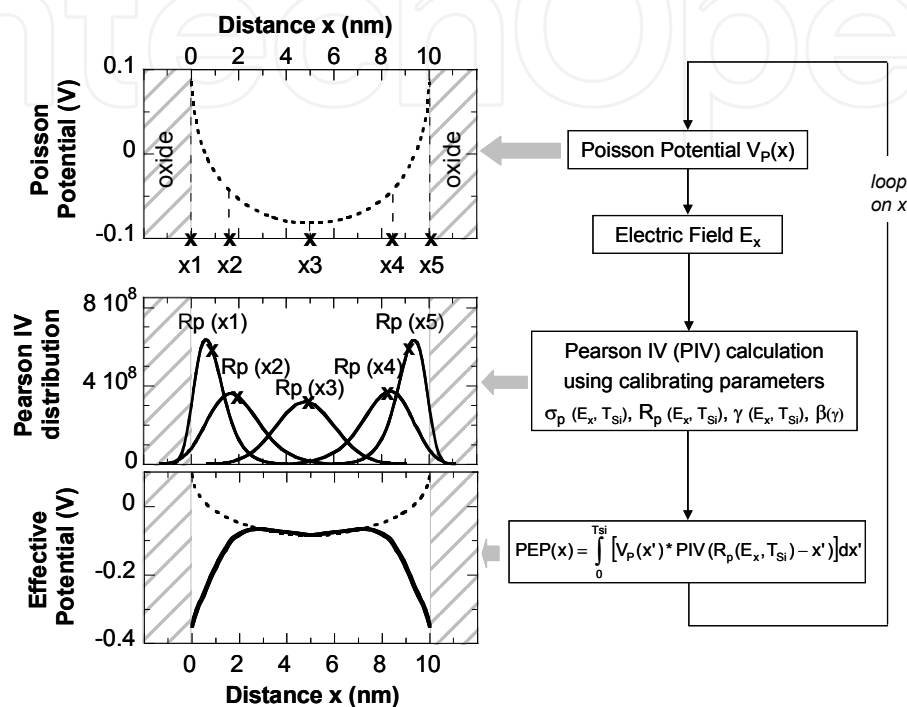 ntechOpe
Distance x (nm)
0 2 4 6 8 10
Poisson
Potential (V)
0.1
0
-0.1
oxide
oxide
x1 x2 x3 x4 x5
Poisson Potential V_P(x)
Electric Field E_x
loop
on x
Pearson IV
distribution
8 10^8
4 10^8
0
Rp (x1)
Rp (x2)
Rp (x3)
Rp (x4)
Rp (x5)
Pearson IV (PIV) calculation
using calibrating parameters
σ_p (E_x, T_Si), R_p (E_x, T_Si), γ (E_x, T_Si), β(γ)
Effective
Potential (V)
0
-0.2
-0.4
PEP(x) = ∫_0^Tsi [V_P(x')* PIV(R_p(E_x,T_Si) – x')]dx'
0 2 4 6 8 10
Distance x (nm)